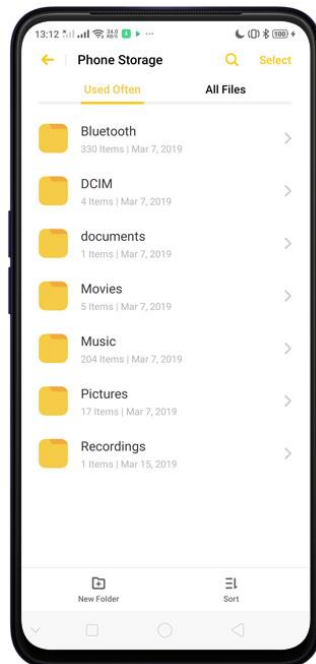 13:12
Phone Storage
Select
Used Often
All Files
Bluetooth
330 Items | Mar 7, 2019
DCIM
4 Items | Mar 7, 2019
documents
1 Items | Mar 7, 2019
Movies
5 Items | Mar 7, 2019
Music
204 Items | Mar 7, 2019
Pictures
17 Items | Mar 7, 2019
Recordings
1 Items | Mar 15, 2019
New Folder
Sort